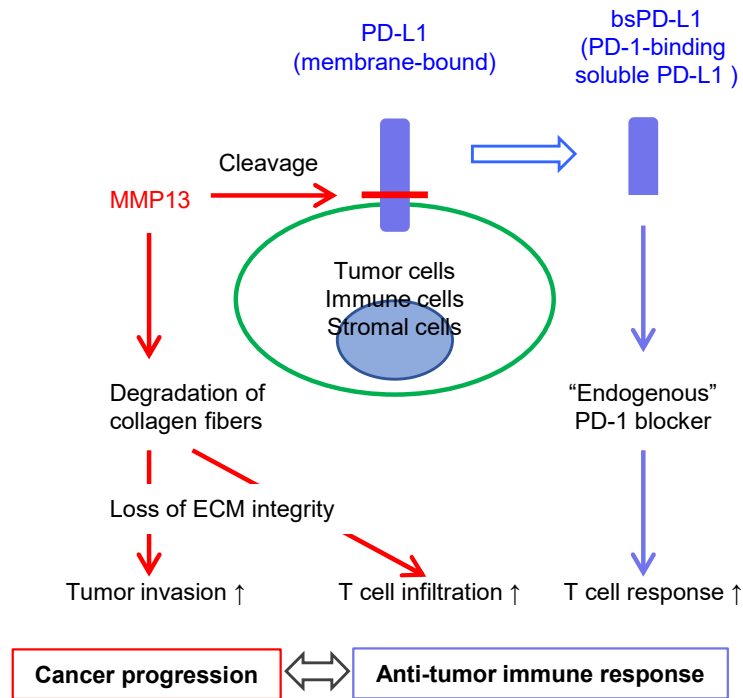 PD-L1
(membrane-bound)
bsPD-L1
(PD-1-binding
soluble PD-L1 )
Cleavage
MMP13
Tumor cells
Immune cells
Stromal cells
Degradation of
collagen fibers
“Endogenous”
PD-1 blocker
Loss of ECM integrity
Tumor invasion ↑
T cell infiltration ↑
T cell response ↑
Cancer progression
Anti-tumor immune response